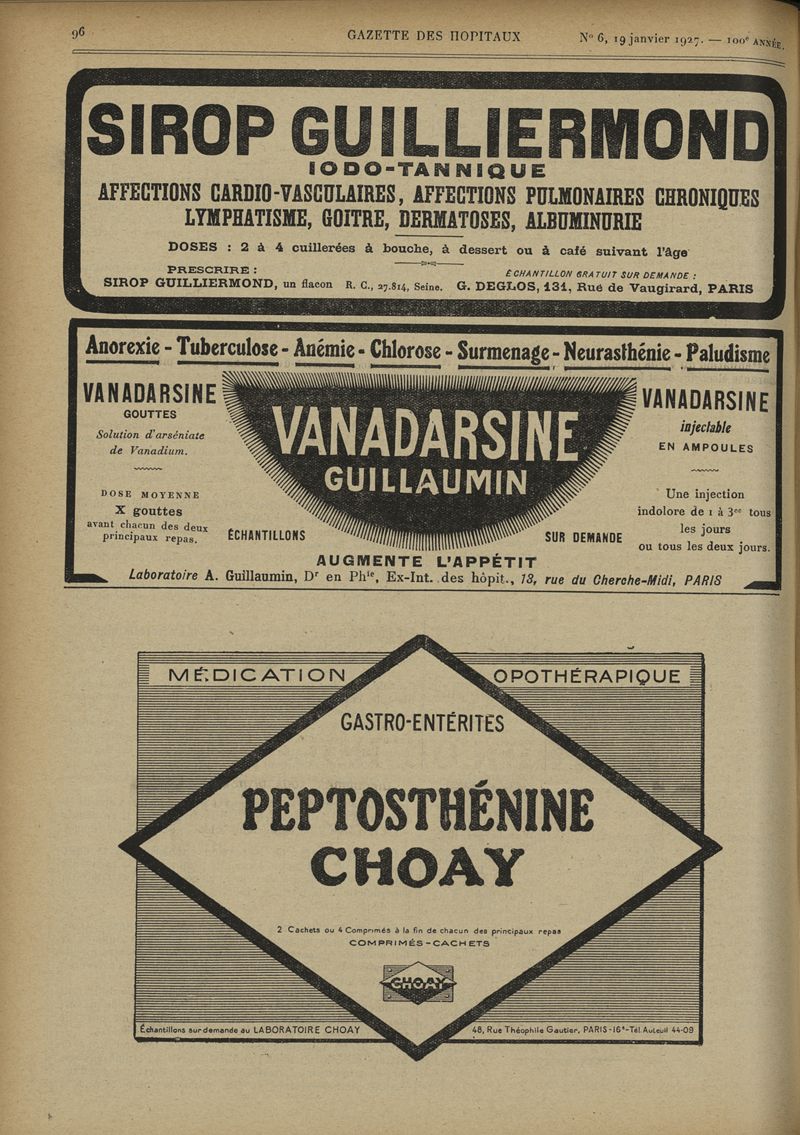 96
GAZETTE DES HOPITAUX
N° 6, 19 janvier 1927. — 100e ANNÉE.
SIROP GUILLIERMOND
IODO-TANNIQUE
AFFECTIONS CARDIO-VASCULAIRES, AFFECTIONS PULMONAIRES CHRONIQUES
LYMPHATISME, GOITRE, DERMATOSES, ALBUMINURIE
DOSES : 2 à 4 cuillerées à bouche, à dessert ou à café suivant l'âge
PRESCRIRE :
SIROP GUILLIERMOND, un flacon
R. C., 27.814, Seine.
ÉCHANTILLON GRATUIT SUR DEMANDE :
G. DEGLOS, 131, Rue de Vaugirard, PARIS
Anorexie - Tuberculose - Anémie - Chlorose - Surmenage - Neurasthénie - Paludisme
VANADARSINE
GOUTTES
Solution d'arséniate
de Vanadium.
DOSE MOYENNE
X gouttes
avant chacun des deux
principaux repas.
VANADARSINE
GUILLAUMIN
ÉCHANTILLONS
SUR DEMANDE
VANADARSINE
injectable
EN AMPOULES
Une injection
indolore de 1 à 3cc tous
les jours
ou tous les deux jours.
AUGMENTE L'APPÉTIT
Laboratoire A. Guillaumin, Dr en Phie, Ex-Int. des hôpit., 13, rue du Cherche-Midi, PARIS
MÉDICATION
OPOTHÉRAPIQUE
GASTRO-ENTÉRITES
PEPTOSTHÉNINE
CHOAY
2 Cachets ou 4 Comprimés à la fin de chacun des principaux repas
COMPRIMÉS - CACHETS
CHOAY
Échantillons sur demande au LABORATOIRE CHOAY
48, Rue Théophile Gautier, PARIS-16e-Tél. Auteuil 44-09